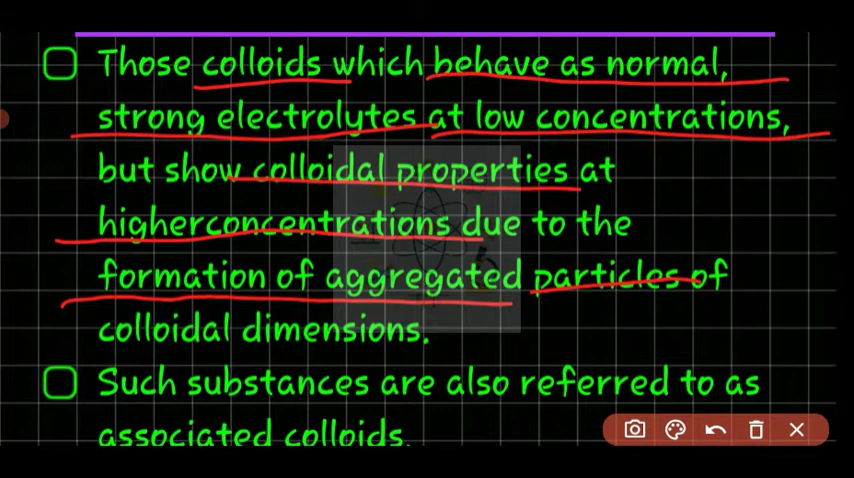 Those colloids which behave as normal,
strong electrolytes at low concentrations,
but show colloidal properties at
higherconcentrations due to the
formation of aggregated particles of
colloidal dimensions.
Such substances are also referred to as
associated colloids.